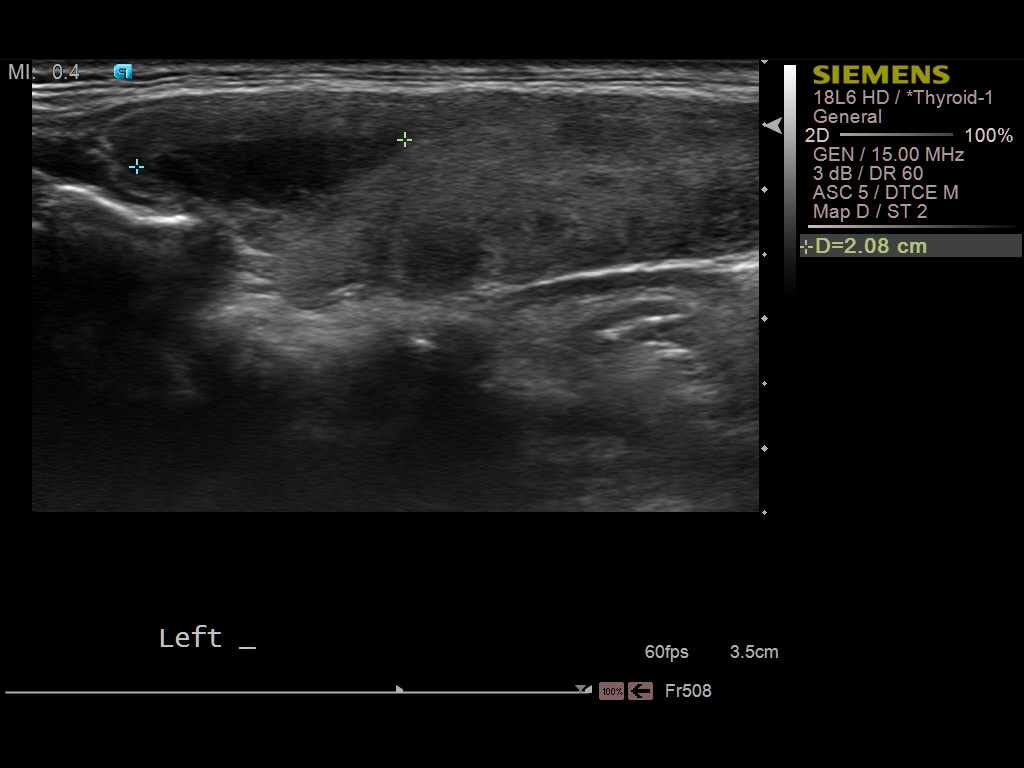 MI: 0.4
SIEMENS
18L6 HD / *Thyroid-1
General
2D 100%
GEN / 15.00 MHz
3 dB / DR 60
ASC 5 / DTCE M
Map D / ST 2
D=2.08 cm
Left _
60fps 3.5cm
100% Fr508